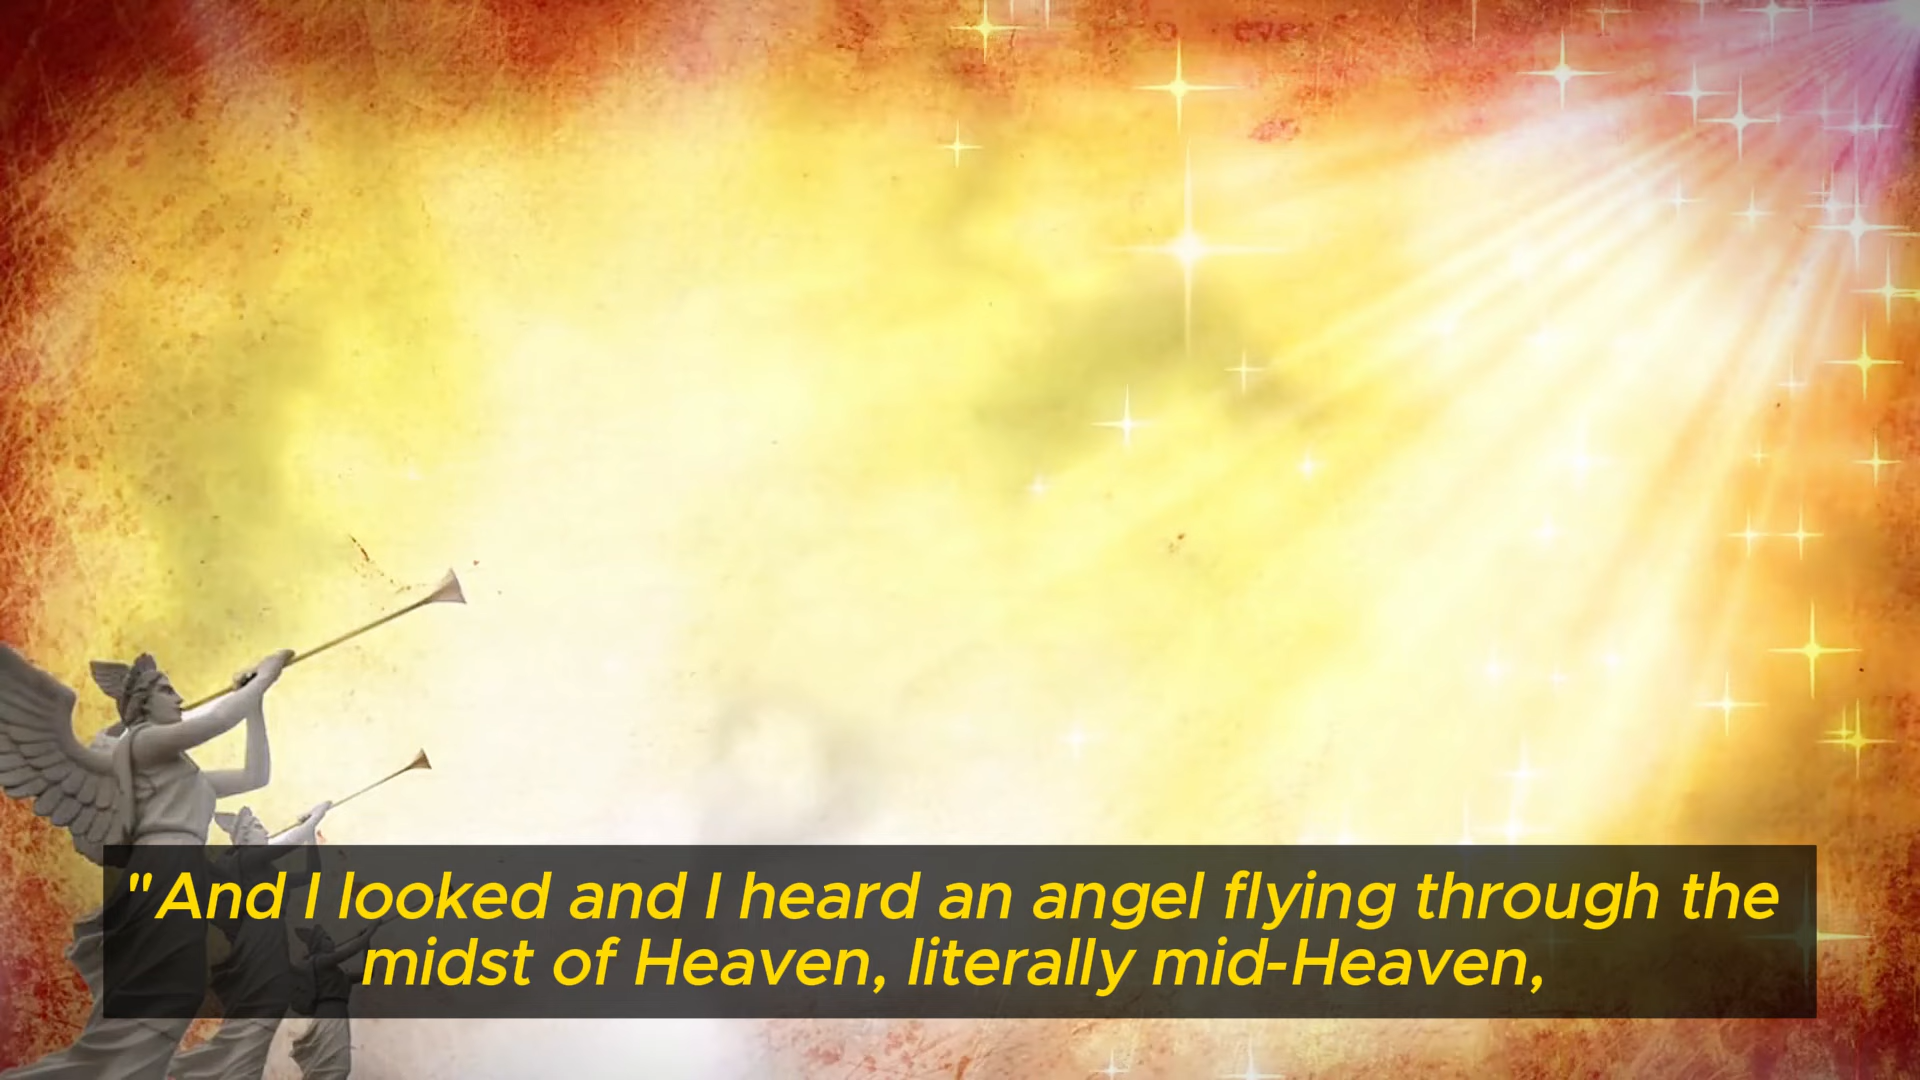 "And I looked and I heard an angel flying through the
midst of Heaven, literally mid-Heaven,